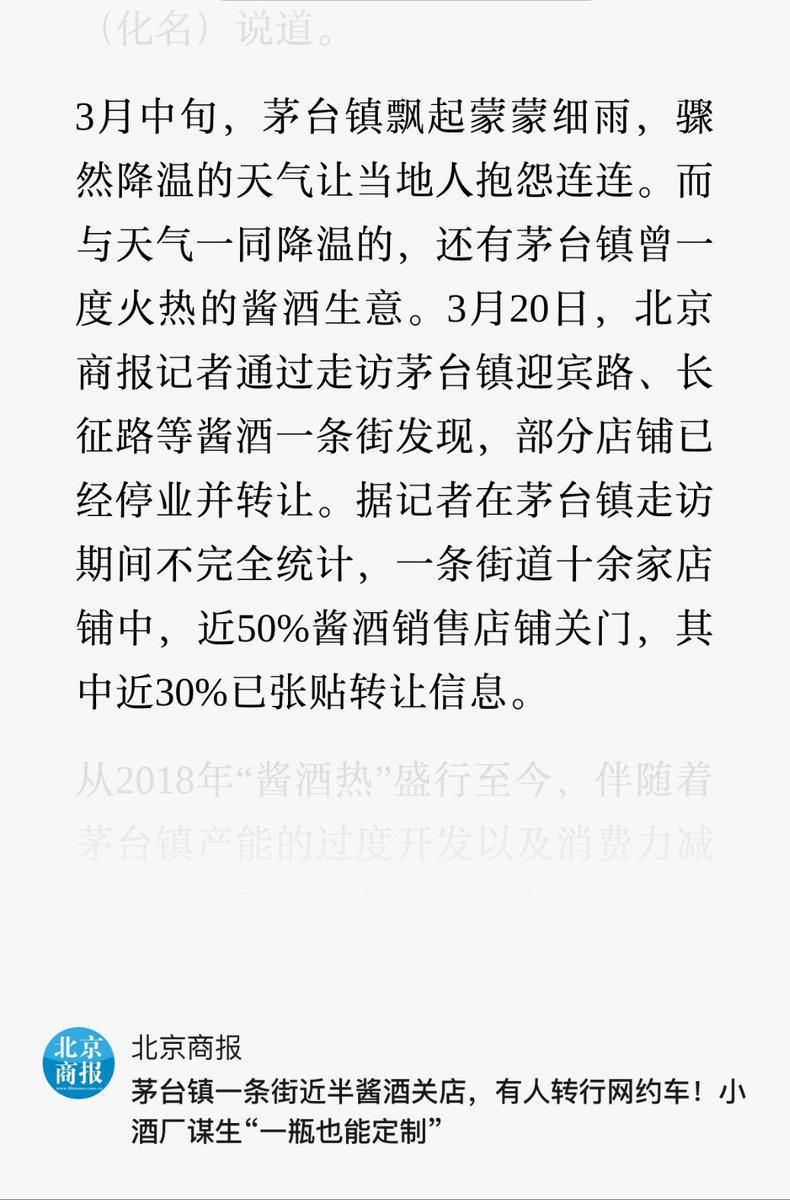 （化名）说道。
3月中旬，茅台镇飘起蒙蒙细雨，骤
然降温的天气让当地人抱怨连连。而
与天气一同降温的，还有茅台镇曾一
度火热的酱酒生意。3月20日，北京
商报记者通过走访茅台镇迎宾路、长
征路等酱酒一条街发现，部分店铺已
经停业并转让。据记者在茅台镇走访
期间不完全统计，一条街道十余家店
铺中，近50%酱酒销售店铺关门，其
中近30%已张贴转让信息。
从2018年“酱酒热”盛行至今，伴随着
茅台镇产能的过度开发以及消费力减
北京
商报
北京商报
茅台镇一条街近半酱酒关店，有人转行网约车！小
酒厂谋生“一瓶也能定制”